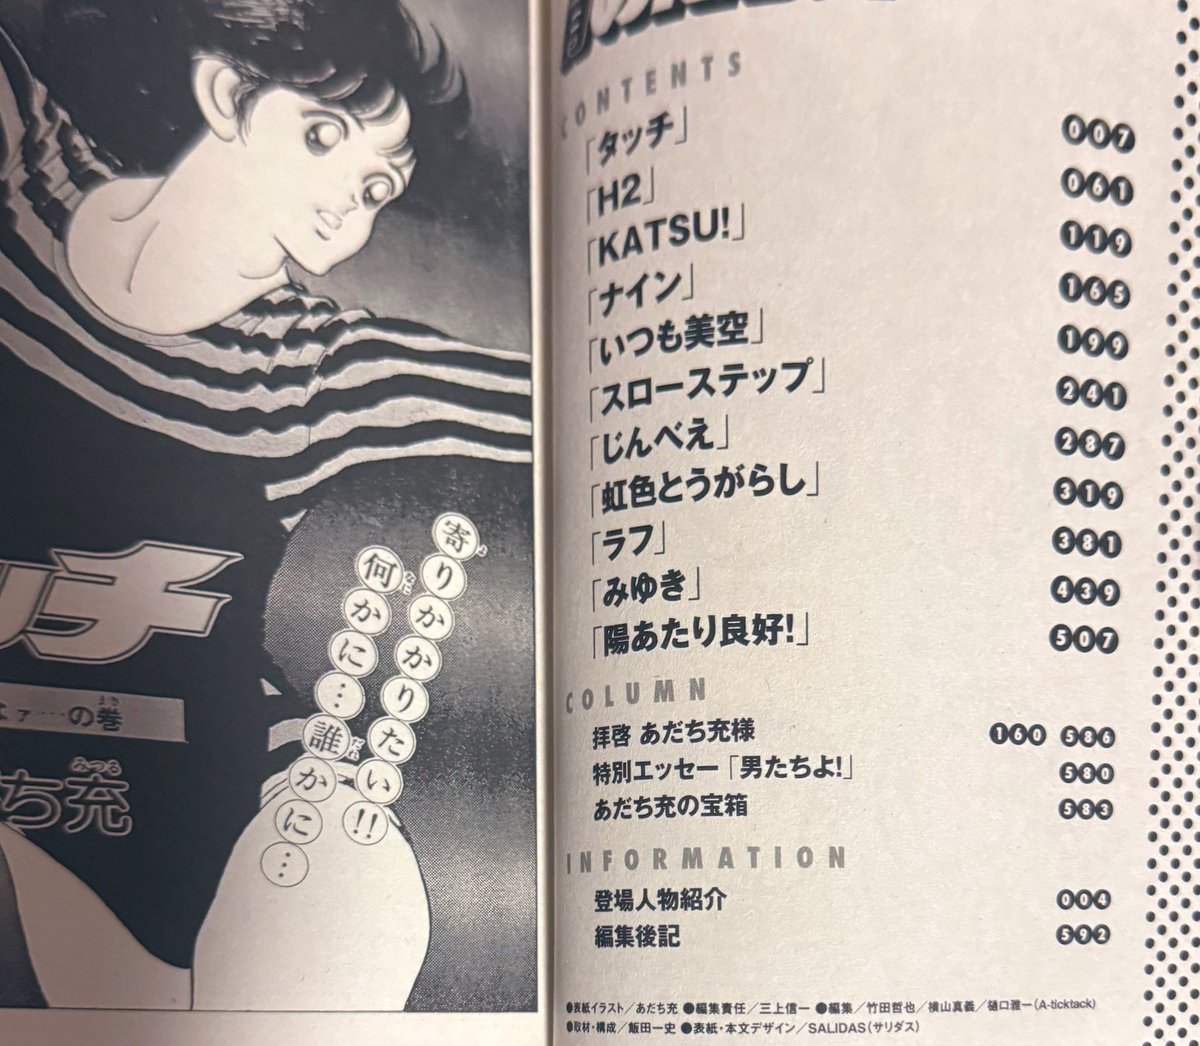 CONTENTS
「タッチ」 007
「H2」 061
「KATSU!」 119
「ナイン」 165
「いつも美空」 199
「スローステップ」 241
「じんべえ」 287
「虹色とうがらし」 319
「ラフ」 381
「みゆき」 439
「陽あたり良好!」 507
COLUMN
拝啓 あだち充様 160 586
特別エッセー「男たちよ!」 580
あだち充の宝箱 583
INFORMATION
登場人物紹介 004
編集後記 592
●表紙イラスト/あだち充 ●編集責任/三上信一 ●編集/竹田哲也/横山真義/樋口雅一(A-ticktack)
●取材・構成/飯田一史 ●表紙・本文デザイン/SALIDAS(サリダス)
寄りかかりたい!!
何かに…誰かに…
ッチ
ァ……の巻
ち充